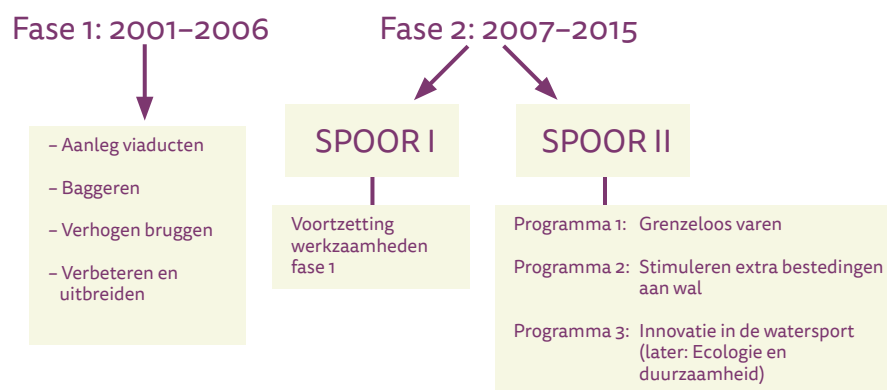 Fase 1: 2001–2006
Fase 2: 2007–2015
– Aanleg viaducten
– Baggeren
– Verhogen bruggen
– Verbeteren en
uitbreiden
SPOOR I
Voortzetting
werkzaamheden
fase 1
SPOOR II
Programma 1: Grenzeloos varen
Programma 2: Stimuleren extra bestedingen
aan wal
Programma 3: Innovatie in de watersport
(later: Ecologie en
duurzaamheid)